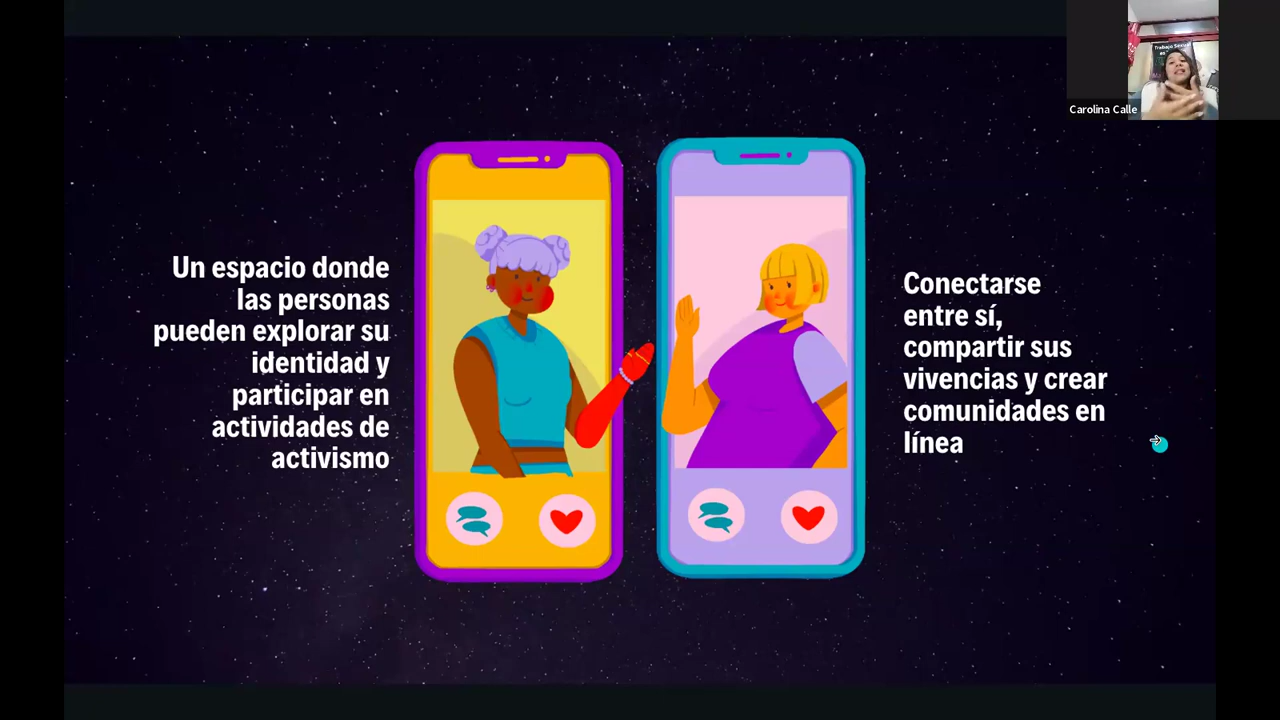 Un espacio donde
las personas
pueden explorar su
identidad y
participar en
actividades de
activismo
Conectarse
entre sí,
compartir sus
vivencias y crear
comunidades en
línea
Carolina Calle